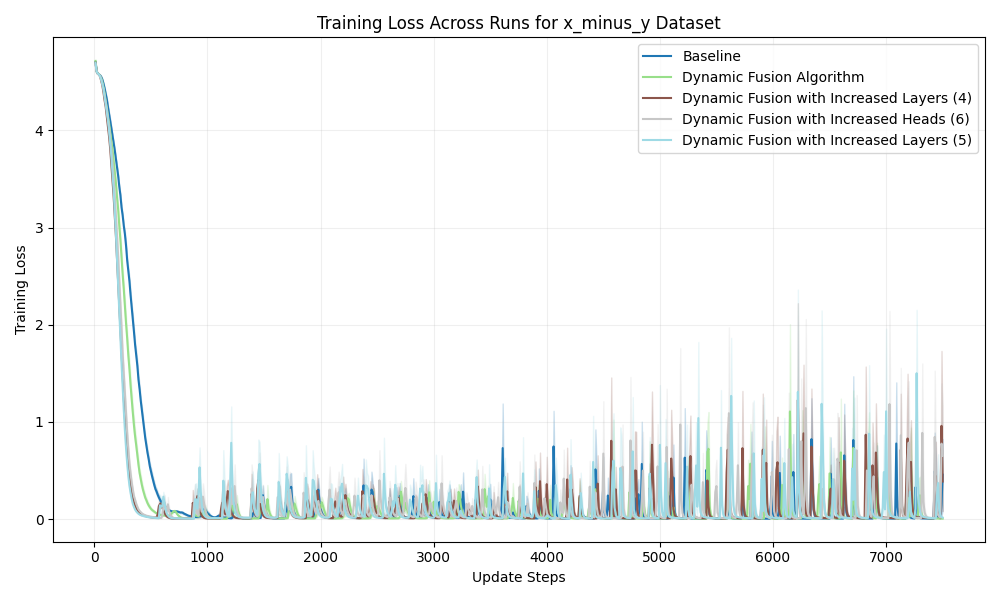 Training Loss Across Runs for x_minus_y Dataset
Baseline
Dynamic Fusion Algorithm
Dynamic Fusion with Increased Layers (4)
Dynamic Fusion with Increased Heads (6)
Dynamic Fusion with Increased Layers (5)
Training Loss
4
3
2
1
0
0 1000 2000 3000 4000 5000 6000 7000
Update Steps